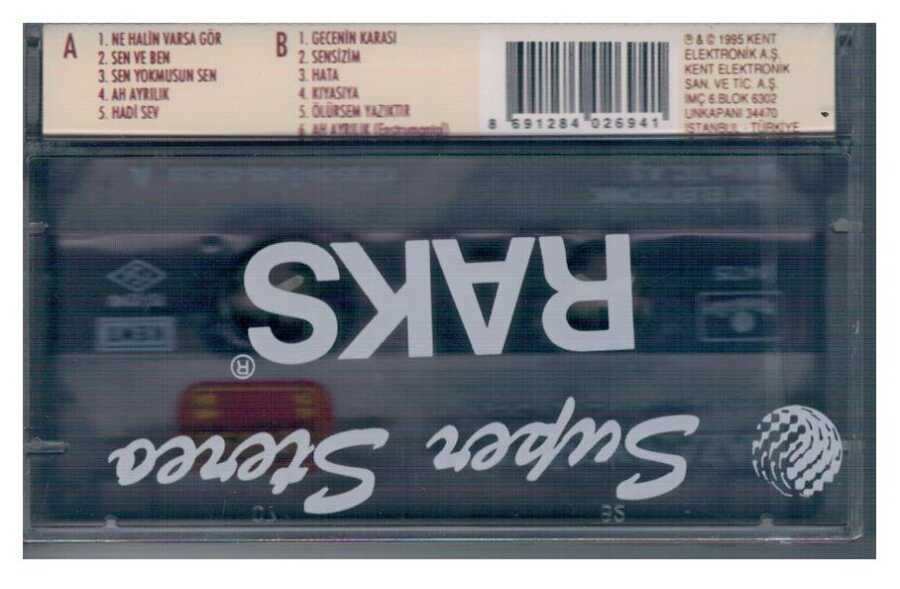 A
1. NE HALİN VARSA GÖR
2. SEN VE BEN
3. SEN YOKMUSUN SEN
4. AH AYRILIK
5. HADİ SEV
B
1. GECENİN KARASI
2. SENSİZİM
3. HATA
4. KIYASIYA
5. ÖLÜRSEM YAZIKTIR
6. AH AYRILIK (Enstrumantal)
8 691284 026941
℗ & © 1995 KENT
ELEKTRONİK A.Ş.
KENT ELEKTRONİK
SAN. VE TİC. A.Ş.
İMÇ 6.BLOK 6302
UNKAPANI 34470
İSTANBUL - TÜRKİYE
RAKS®
Super Stereo
KENT